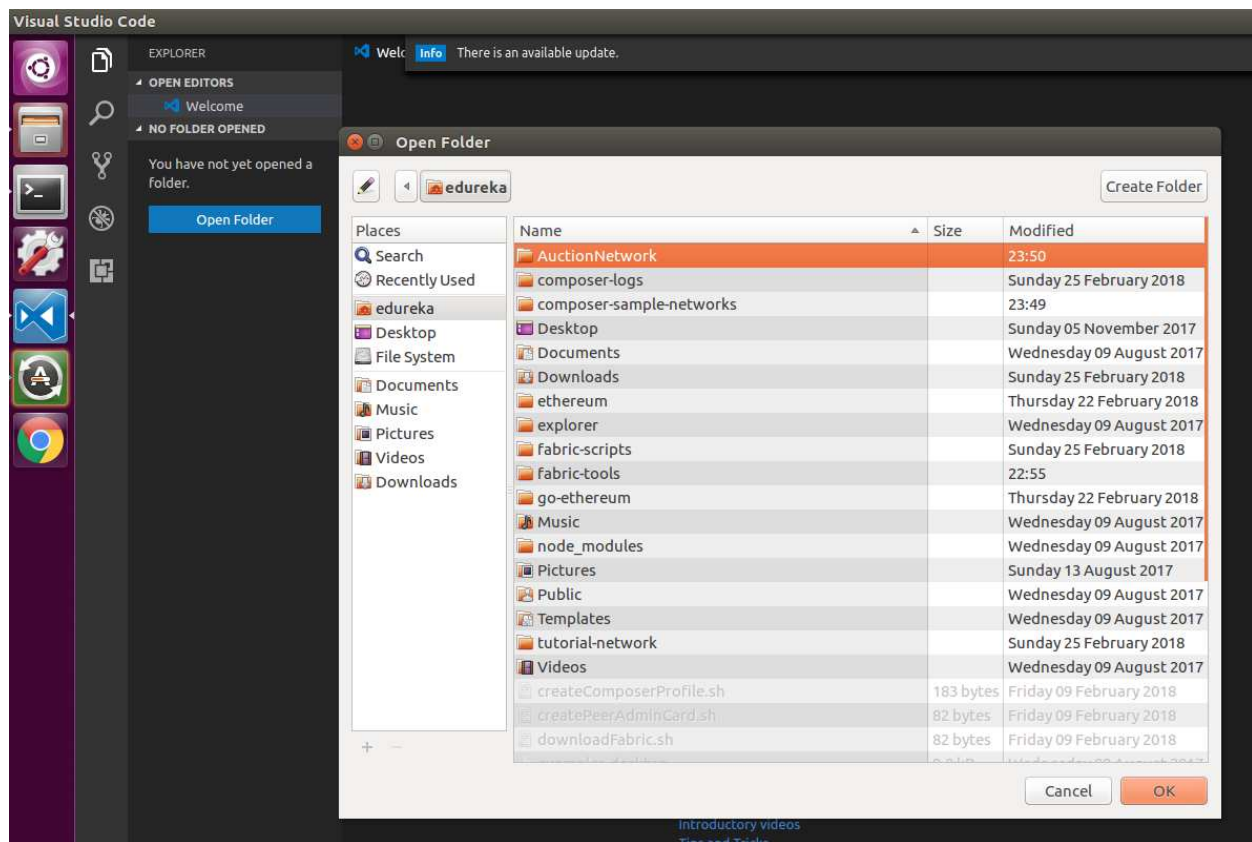 Visual Studio Code
EXPLORER
Welc Info There is an available update.
OPEN EDITORS
Welcome
NO FOLDER OPENED
You have not yet opened a
folder.
Open Folder
Open Folder
edureka Create Folder
Places
Search
Recently Used
edureka
Desktop
File System
Documents
Music
Pictures
Videos
Downloads
Name Size Modified
AuctionNetwork 23:50
composer-logs Sunday 25 February 2018
composer-sample-networks 23:49
Desktop Sunday 05 November 2017
Documents Wednesday 09 August 2017
Downloads Sunday 25 February 2018
ethereum Thursday 22 February 2018
explorer Wednesday 09 August 2017
fabric-scripts Sunday 25 February 2018
fabric-tools 22:55
go-ethereum Thursday 22 February 2018
Music Wednesday 09 August 2017
node_modules Wednesday 09 August 2017
Pictures Sunday 13 August 2017
Public Wednesday 09 August 2017
Templates Wednesday 09 August 2017
tutorial-network Sunday 25 February 2018
Videos Wednesday 09 August 2017
createComposerProfile.sh 183 bytes Friday 09 February 2018
createPeerAdminCard.sh 82 bytes Friday 09 February 2018
downloadFabric.sh 82 bytes Friday 09 February 2018
Cancel OK
Introductory videos
Tips and Tricks